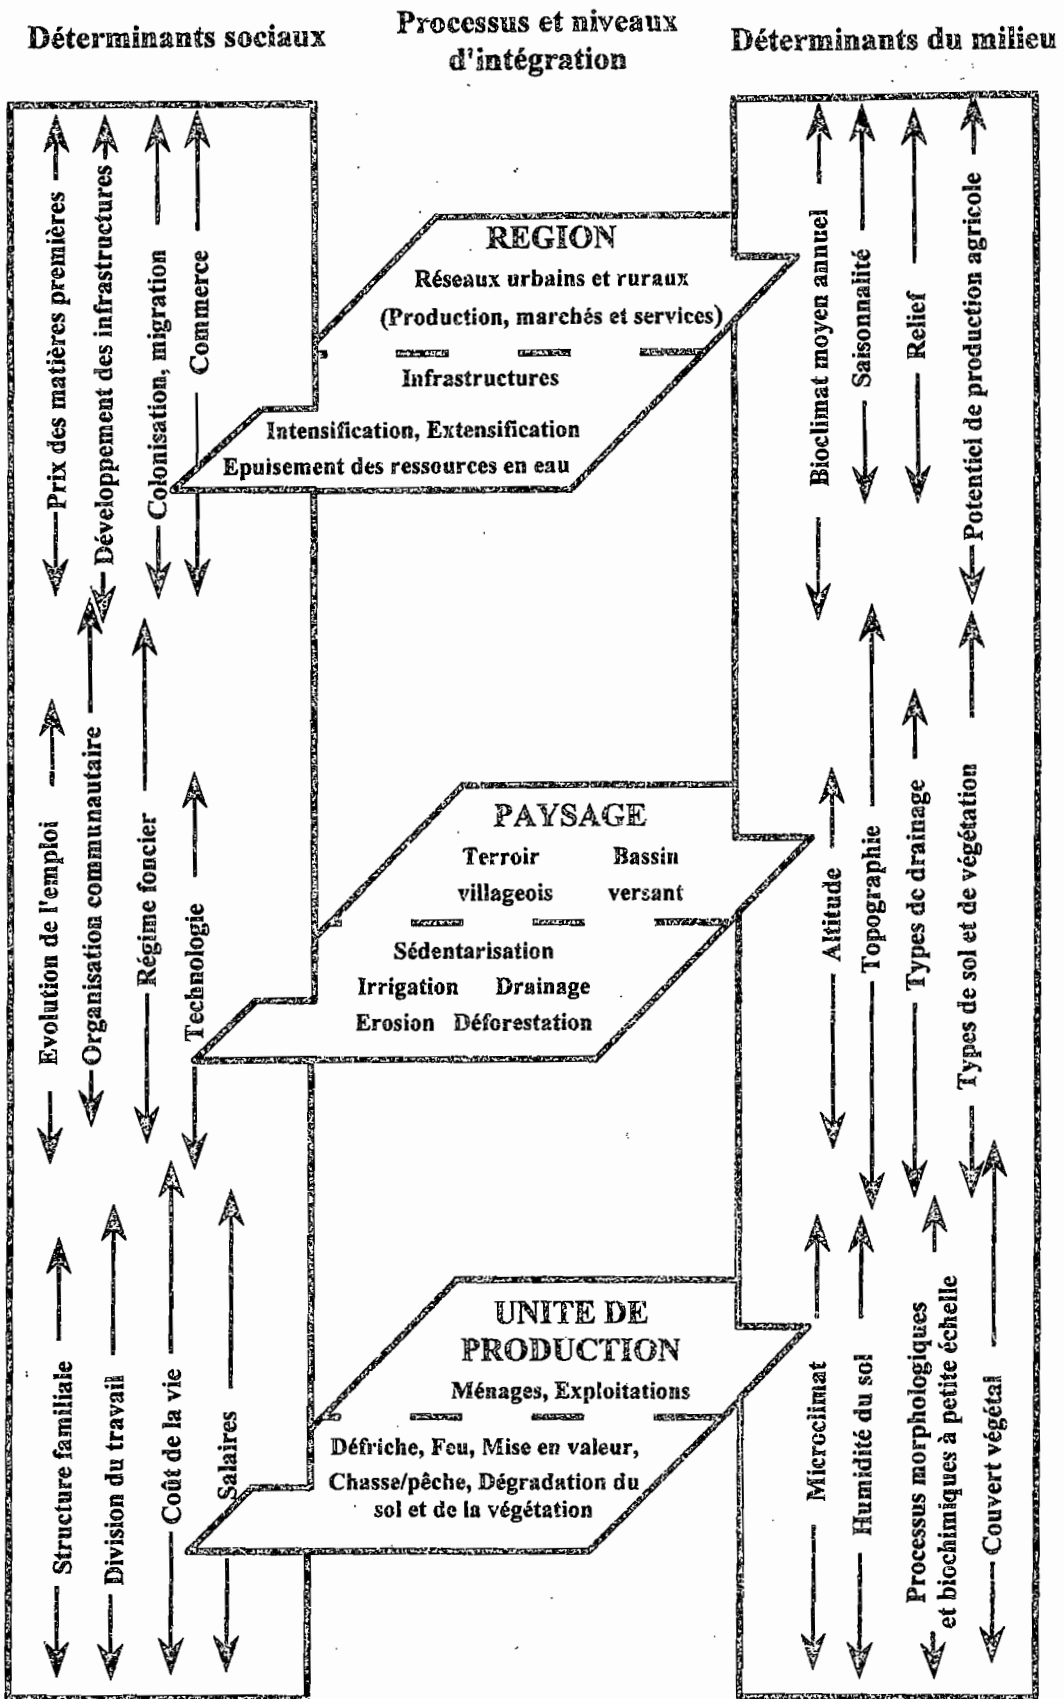 Déterminants sociaux
Processus et niveaux
d'intégration
Déterminants du milieu
Prix des matières premières
Développement des infrastructures
Colonisation, migration
Commerce
REGION
Réseaux urbains et ruraux
(Production, marchés et services)
Infrastructures
Intensification, Extensification
Epuisement des ressources en eau
Bioclimat moyen annuel
Saisonnalité
Relief
Potentiel de production agricole
Evolution de l'emploi
Organisation communautaire
Régime foncier
Technologie
PAYSAGE
Terroir Bassin
villageois versant
Sédentarisation
Irrigation Drainage
Erosion Déforestation
Altitude
Topographie
Types de drainage
Types de sol et de végétation
Structure familiale
Division du travail
Coût de la vie
Salaires
UNITE DE
PRODUCTION
Ménages, Exploitations
Défriche, Feu, Mise en valeur,
Chasse/pêche, Dégradation du
sol et de la végétation
Microclimat
Humidité du sol
Processus morphologiques
et biochimiques à petite échelle
Couvert végétal